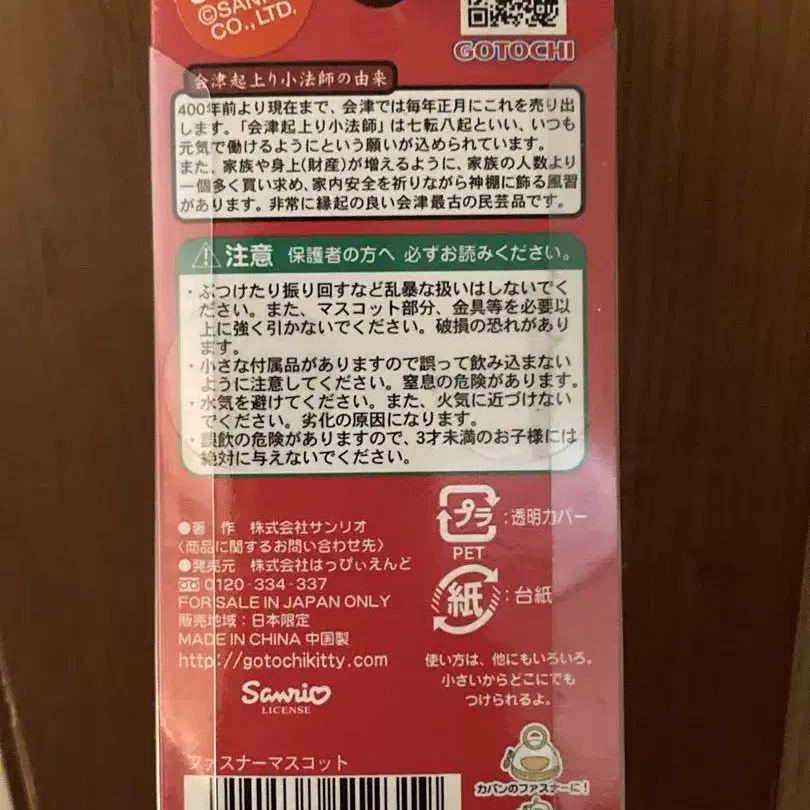 ©SAN
CO.,LTD.
GOTOCHI
会津起上り小法師の由来
400年前より現在まで、会津では毎年正月にこれを売り出
します。「会津起上り小法師」は七転八起といい、いつも
元気で働けるようにという願いが込められています。
また、家族や身上(財産)が増えるように、家族の人数より
一個多く買い求め、家内安全を祈りながら神棚に飾る風習
があります。非常に縁起の良い会津最古の民芸品です。
注意 保護者の方へ 必ずお読みください。
・ぶつけたり振り回すなど乱暴な扱いはしないでく
ださい。また、マスコット部分、金具等を必要以
上に強く引かないでください。破損の恐れがあり
ます。
・小さな付属品がありますので誤って飲み込まない
ように注意してください。窒息の危険があります。
・水気を避けてください。また、火気に近づけない
でください。劣化の原因になります。
・誤飲の危険がありますので、3才未満のお子様には
絶対に与えないでください。
●著 作 株式会社サンリオ
〈商品に関するお問い合わせ先〉
●発売元 株式会社はっぴぃえんど
0120-334-337
FOR SALE IN JAPAN ONLY
販売地域：日本限定
MADE IN CHINA 中国製
http://gotochikitty.com
Sanrio
LICENSE
プラ：透明カバー
PET
紙：台紙
使い方は、他にもいろいろ。
小さいからどこにでも
つけられるよ。
ファスナーマスコット
カバンのファスナーに!